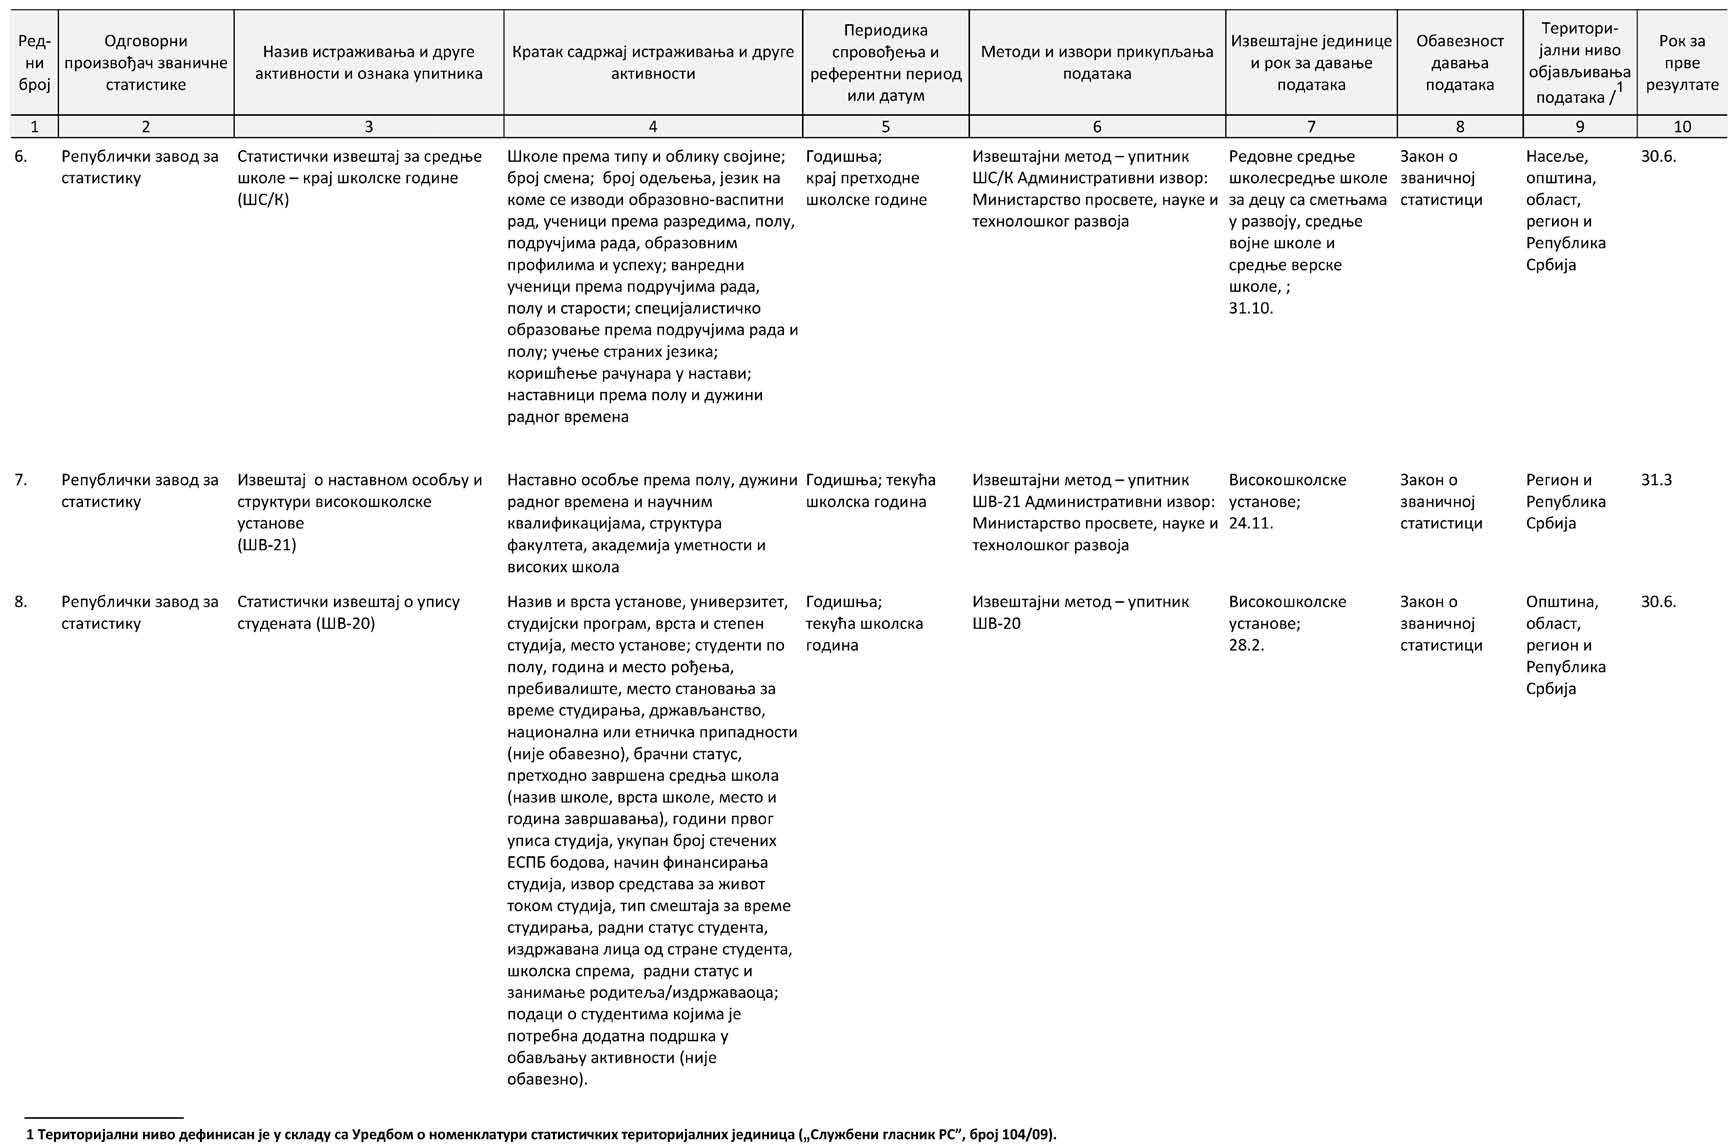 Ред-
ни
број
Одговорни
произвођач званичне
статистике
Назив истраживања и друге
активности и ознака упитника
Кратак садржај истраживања и друге
активности
Периодика
спровођења и
референтни период
или датум
Методи и извори прикупљања
података
Извештајне јединице
и рок за давање
података
Обавезност
давања
података
Територи-
јални ниво
објављивања
података /1
Рок за
прве
резултате
1 2 3 4 5 6 7 8 9 10
6.
Републички завод за
статистику
Статистички извештај за средње
школе – крај школске године
(ШС/К)
Школе према типу и облику својине;
број смена; број одељења, језик на
коме се изводи образовно-васпитни
рад, ученици према разредима, полу,
подручјима рада, образовним
профилима и успеху; ванредни
ученици према подручјима рада,
полу и старости; специјалистичко
образовање према подручјима рада и
полу; учење страних језика;
коришћење рачунара у настави;
наставници према полу и дужини
радног времена
Годишња;
крај претходне
школске године
Извештајни метод – упитник
ШС/К Административни извор:
Министарство просвете, науке и
технолошког развоја
Редовне средње
школесредње школе
за децу са сметњама
у развоју, средње
војне школе и
средње верске
школе, ;
31.10.
Закон о
званичној
статистици
Насеље,
општина,
област,
регион и
Република
Србија
30.6.
7.
Републички завод за
статистику
Извештај о наставном особљу и
структури високошколске
установе
(ШВ-21)
Наставно особље према полу, дужини
радног времена и научним
квалификацијама, структура
факултета, академија уметности и
високих школа
Годишња; текућа
школска година
Извештајни метод – упитник
ШВ-21 Административни извор:
Министарство просвете, науке и
технолошког развоја
Високошколске
установе;
24.11.
Закон о
званичној
статистици
Регион и
Република
Србија
31.3
8.
Републички завод за
статистику
Статистички извештај о упису
студената (ШВ-20)
Назив и врста установе, универзитет,
студијски програм, врста и степен
студија, место установе; студенти по
полу, година и место рођења,
пребивалиште, место становања за
време студирања, држављанство,
национална или етничка припадности
(није обавезно), брачни статус,
претходно завршена средња школа
(назив школе, врста школе, место и
година завршавања), години првог
уписа студија, укупан број стечених
ЕСПБ бодова, начин финансирања
студија, извор средстава за живот
током студија, тип смештаја за време
студирања, радни статус студента,
издржавана лица од стране студента,
школска спрема, радни статус и
занимање родитеља/издржаваоца;
подаци о студентима којима је
потребна додатна подршка у
обављању активности (није
обавезно).
Годишња;
текућа школска
година
Извештајни метод – упитник
ШВ-20
Високошколске
установе;
28.2.
Закон о
званичној
статистици
Општина,
област,
регион и
Република
Србија
30.6.
1 Територијални ниво дефинисан је у складу са Уредбом о номенклатури статистичких територијалних јединица („Службени гласник РС”, број 104/09).